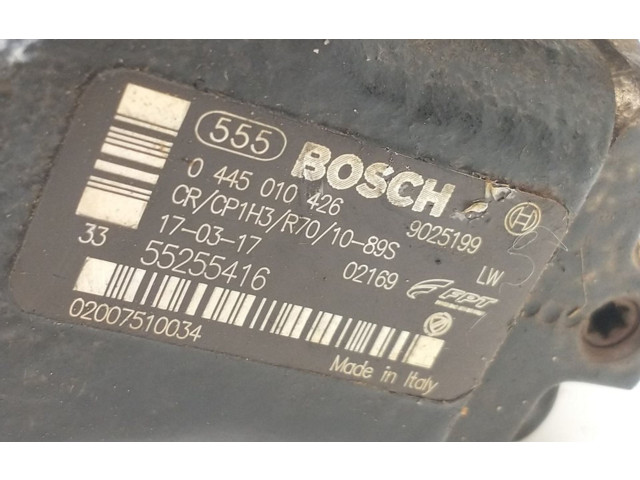 555 BOSCH
0 445 010 426 9025199
CR/CP1H3/R70/10-89S LW
33 17-03-17 02169 FPT
55255416
02007510034 Made in Italy